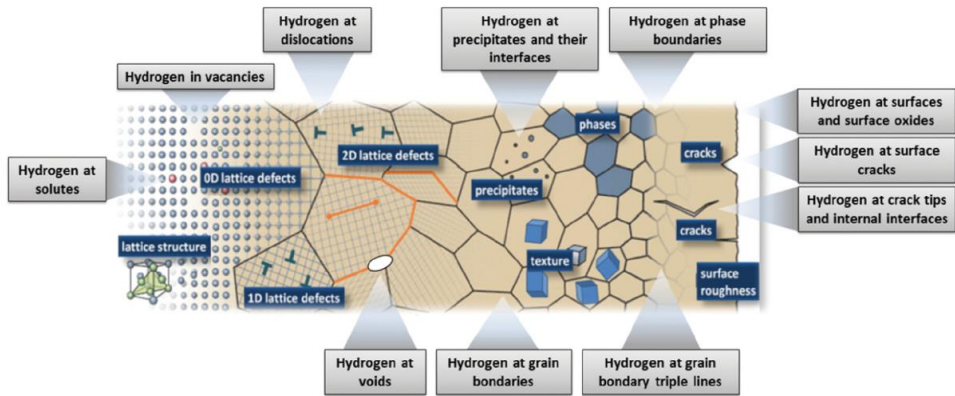 Hydrogen at
dislocations
Hydrogen at
precipitates and their
interfaces
Hydrogen at phase
boundaries
Hydrogen in vacancies
Hydrogen at surfaces
and surface oxides
Hydrogen at
solutes
phases
2D lattice defects
cracks
Hydrogen at surface
cracks
0D lattice defects
precipitates
Hydrogen at crack tips
and internal interfaces
lattice structure
cracks
texture
surface
roughness
1D lattice defects
Hydrogen at
voids
Hydrogen at grain
bondaries
Hydrogen at grain
bondary triple lines